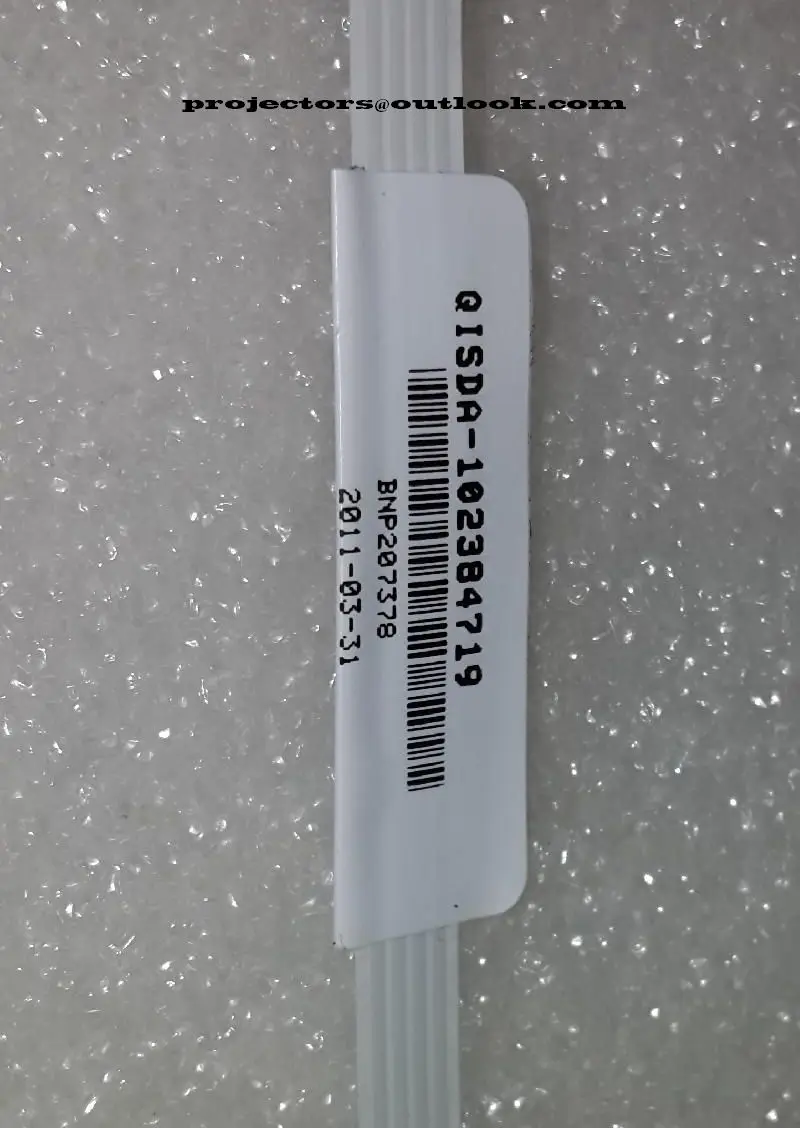 projectors@outlook.com
QISDA-102384719
BNP207378
2011-03-31